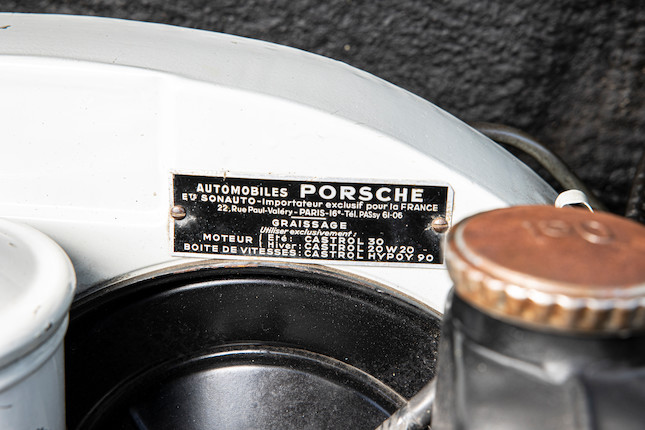 AUTOMOBILES PORSCHE
Ets SONAUTO-Importateur exclusif pour la FRANCE
22, Rue Paul-Valéry-PARIS-16e-Tél. PASsy 61-06
GRAISSAGE
Utiliser exclusivement:
MOTEUR { Eté: CASTROL 30
Hiver: CASTROL 20 W 20
BOITE DE VITESSES: CASTROL HYPOY 90